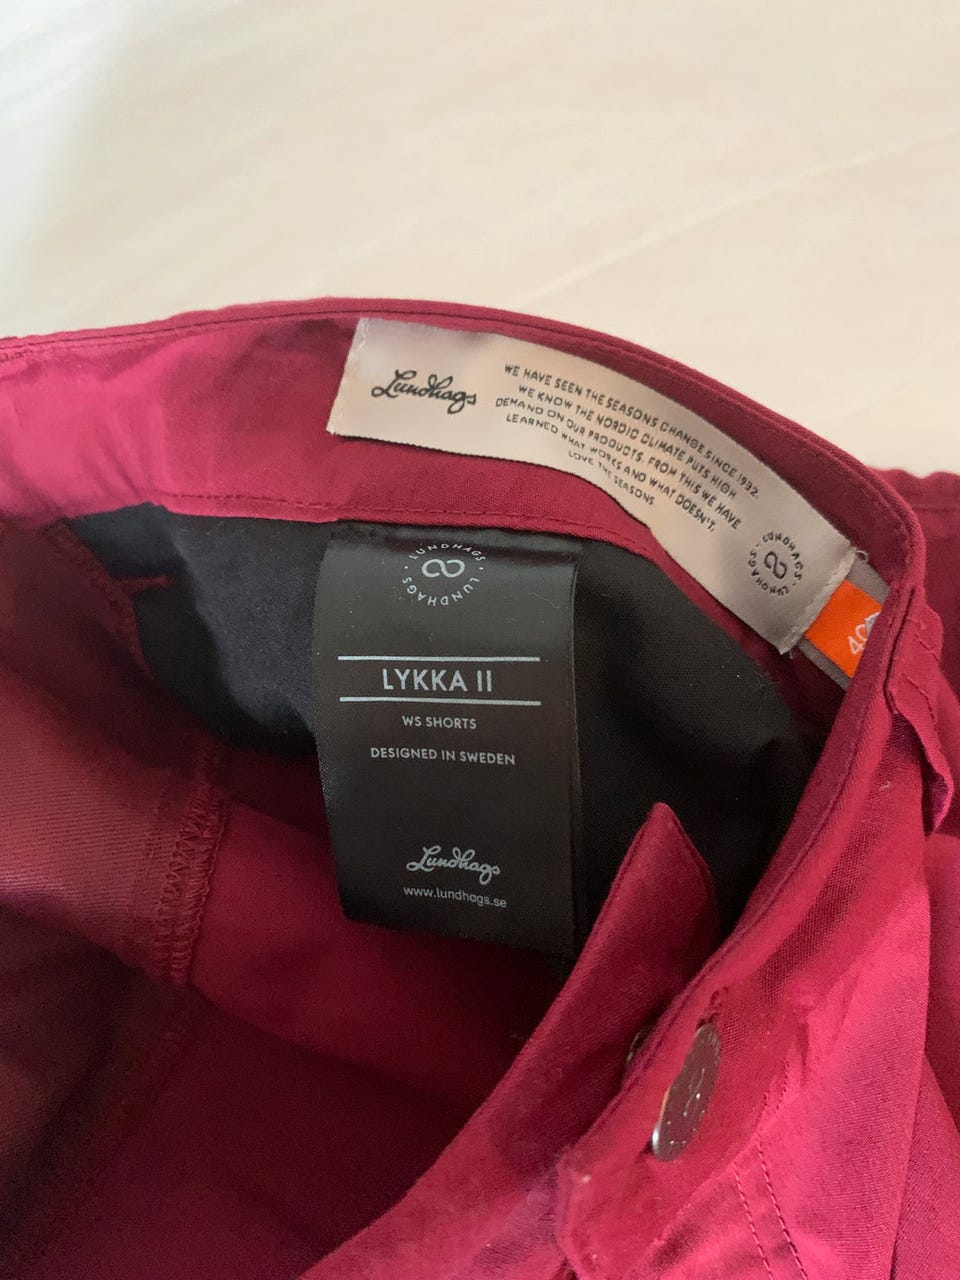 Lundhags
WE HAVE SEEN THE SEASONS CHANGE SINCE 1932.
WE KNOW THE NORDIC CLIMATE PUTS HIGH
DEMAND ON OUR PRODUCTS. FROM THIS WE HAVE
LEARNED WHAT WORKS AND WHAT DOESN'T.
LOVE THE SEASONS
LUNDHAGS · LUNDHAGS ·
LUNDHAGS · LUNDHAGS ·
LYKKA II
WS SHORTS
DESIGNED IN SWEDEN
Lundhags
www.lundhags.se